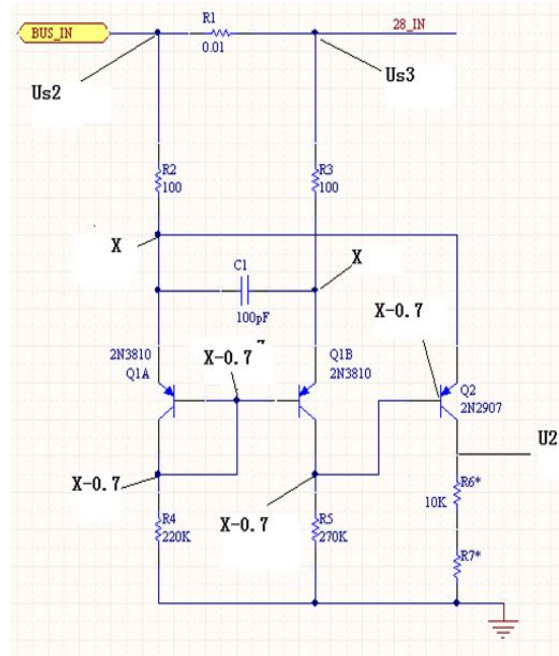 BUS_IN
R1
0.01
28_IN
Us2
Us3
R2
100
R3
100
X
C1
X
100pF
X-0.7
2N3810
Q1A
X-0.7
Q1B
2N3810
Q2
2N2907
U2
X-0.7
X-0.7
R4
220K
R5
270K
R6*
10K
R7*